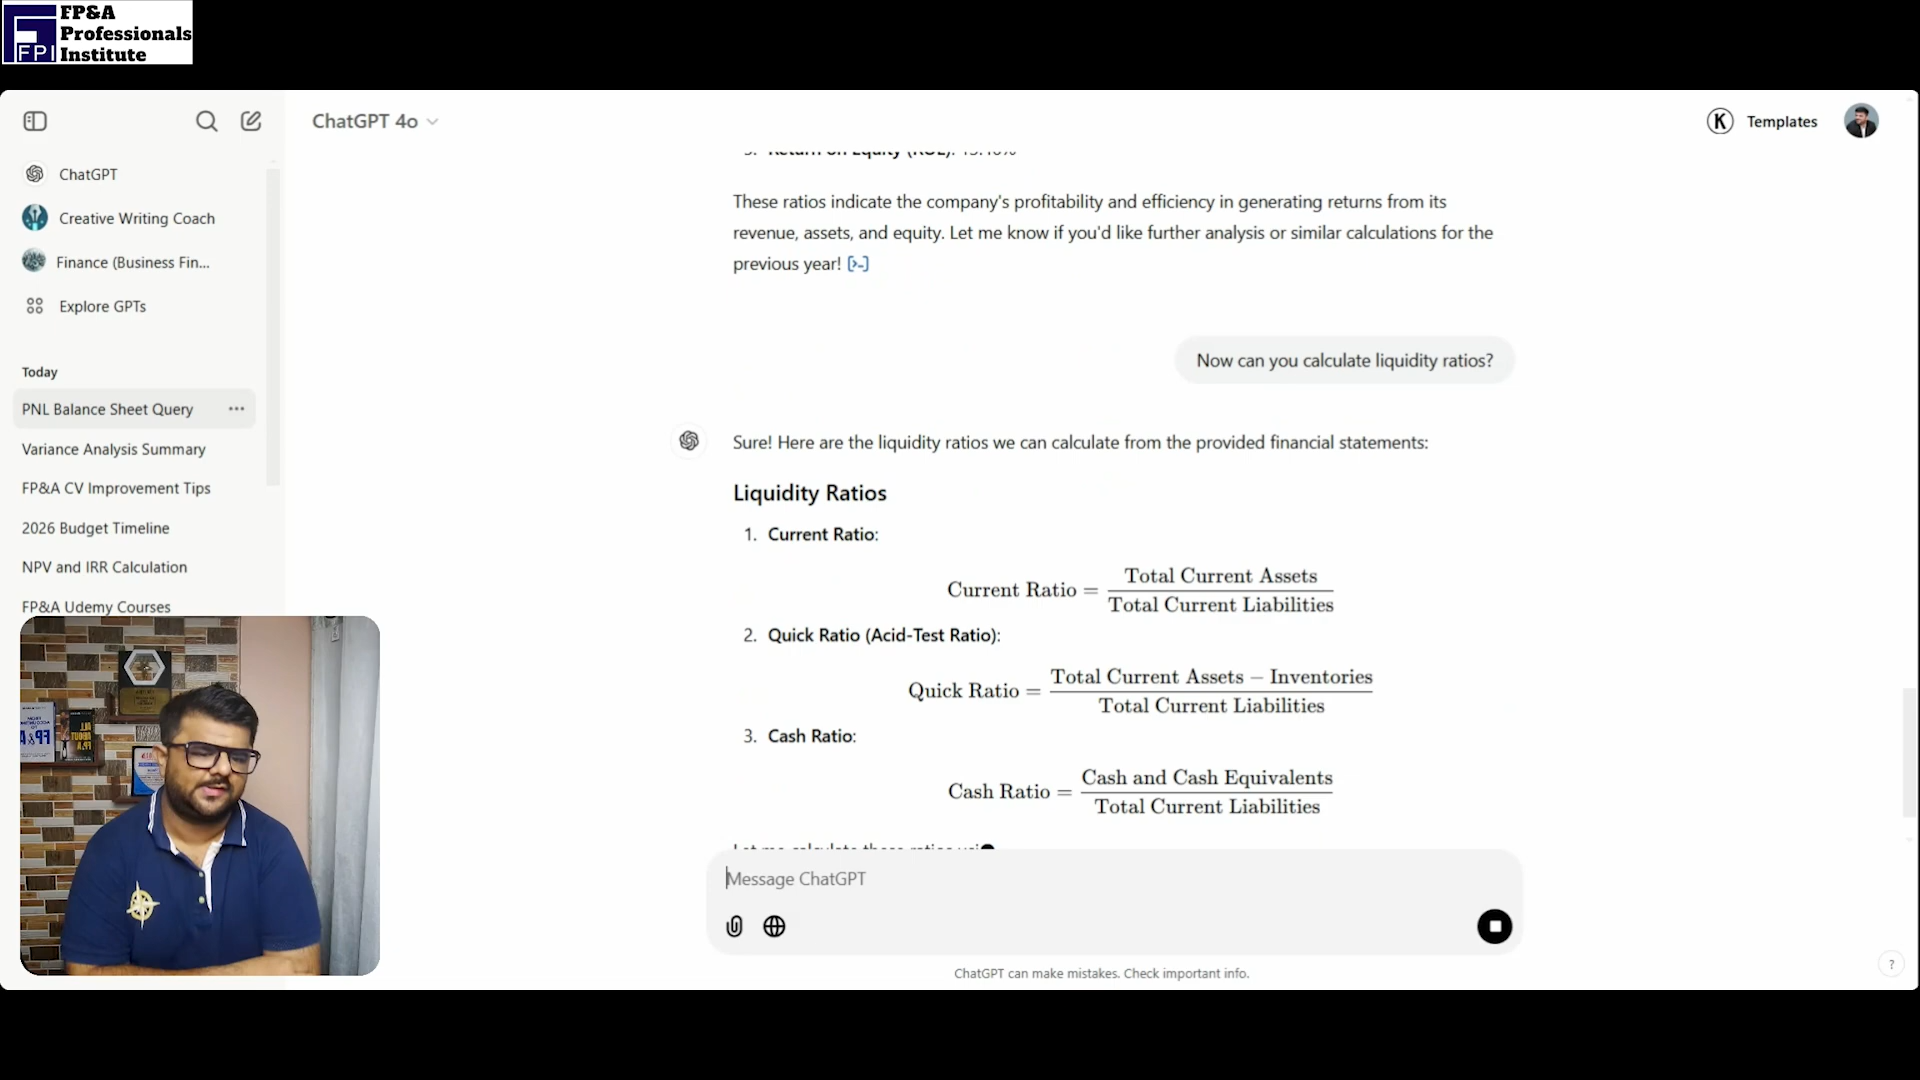 FP&A
Professionals
Institute
FPI
ChatGPT 4o
K
Templates
ChatGPT
Creative Writing Coach
Finance (Business Fin...
Explore GPTs
Today
PNL Balance Sheet Query
Variance Analysis Summary
FP&A CV Improvement Tips
2026 Budget Timeline
NPV and IRR Calculation
FP&A Udemy Courses
These ratios indicate the company's profitability and efficiency in generating returns from its
revenue, assets, and equity. Let me know if you'd like further analysis or similar calculations for the
previous year! [>-]
Now can you calculate liquidity ratios?
Sure! Here are the liquidity ratios we can calculate from the provided financial statements:
Liquidity Ratios
1. Current Ratio:
Current Ratio = Total Current Assets / Total Current Liabilities
2. Quick Ratio (Acid-Test Ratio):
Quick Ratio = Total Current Assets − Inventories / Total Current Liabilities
3. Cash Ratio:
Cash Ratio = Cash and Cash Equivalents / Total Current Liabilities
Message ChatGPT
ChatGPT can make mistakes. Check important info.
?